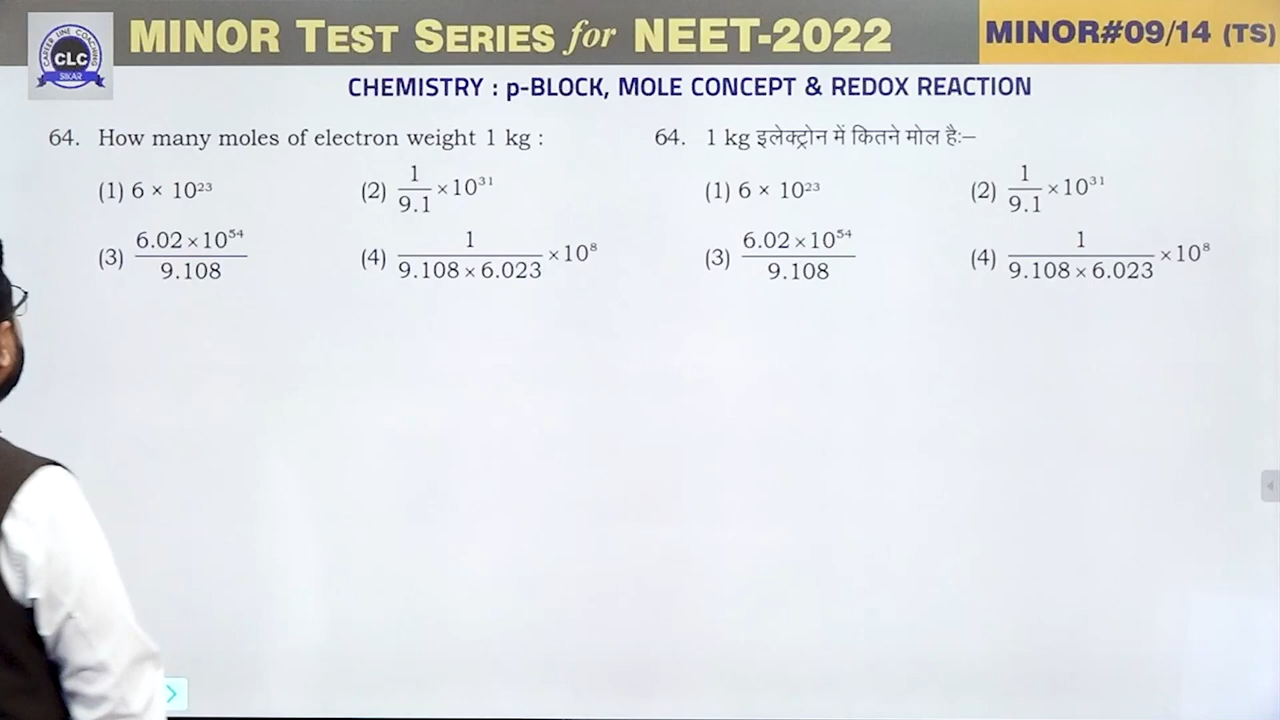 CAREER LINE COACHING
CLC
SIKAR
MINOR TEST SERIES for NEET-2022
MINOR#09/14 (TS)
CHEMISTRY : p-BLOCK, MOLE CONCEPT & REDOX REACTION
64. How many moles of electron weight 1 kg :
(1) 6 × 10²³
(2) 1/9.1 × 10³¹
(3) 6.02 × 10⁵⁴/9.108
(4) 1/9.108 × 6.023 × 10⁸
64. 1 kg इलेक्ट्रोन में कितने मोल है:–
(1) 6 × 10²³
(2) 1/9.1 × 10³¹
(3) 6.02 × 10⁵⁴/9.108
(4) 1/9.108 × 6.023 × 10⁸